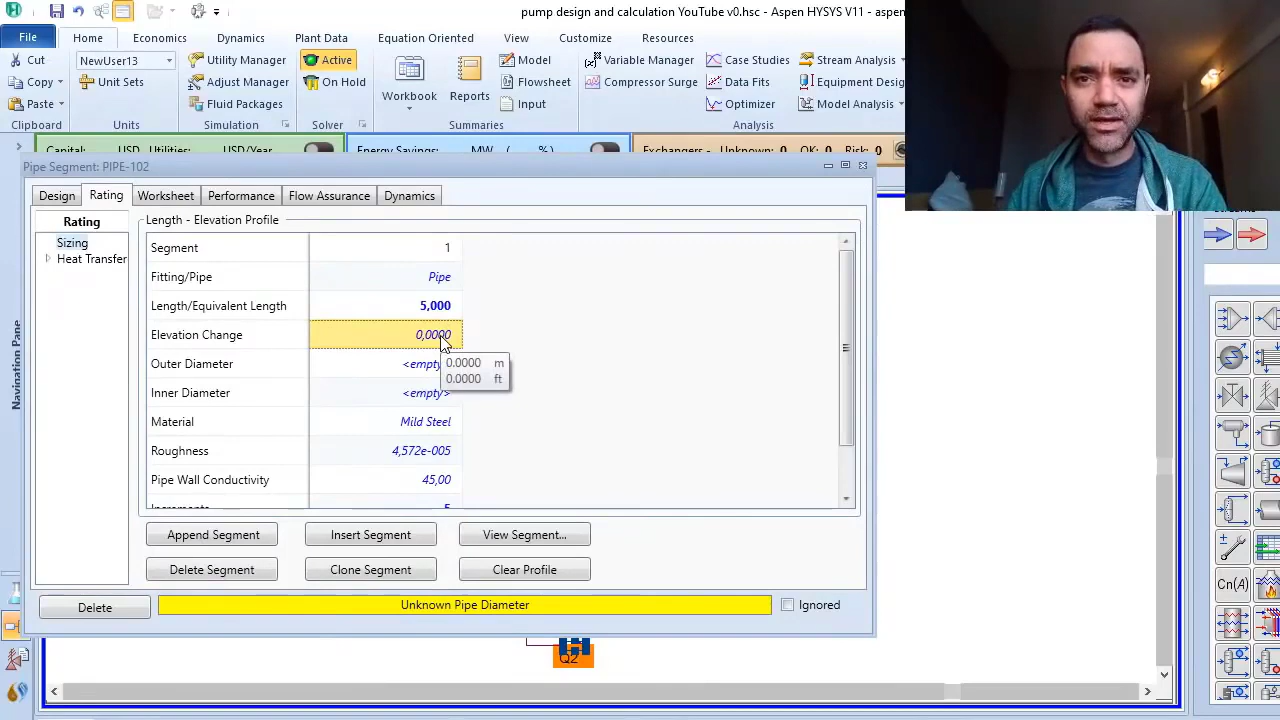 pump design and calculation YouTube v0.hsc - Aspen HYSYS V11 - aspen
File Home Economics Dynamics Plant Data Equation Oriented View Customize Resources
Cut NewUser13 Utility Manager Active Model Variable Manager Case Studies Stream Analysis
Copy Unit Sets Adjust Manager On Hold Workbook Reports Flowsheet Compressor Surge Data Fits Equipment Design
Paste Fluid Packages Input Optimizer Model Analysis
Clipboard Units Simulation Solver Summaries Analysis
Capital: USD Utilities: USD/Year Energy Savings: MW ( %) Exchangers - Unknown: 0 OK: 0 Risk: 0
Pipe Segment: PIPE-102
Design Rating Worksheet Performance Flow Assurance Dynamics
Rating
Sizing
Heat Transfer
Length - Elevation Profile
Segment 1
Fitting/Pipe Pipe
Length/Equivalent Length 5,000
Elevation Change 0,0000
0.0000 m
0.0000 ft
Outer Diameter <empty
Inner Diameter <empty>
Material Mild Steel
Roughness 4,572e-005
Pipe Wall Conductivity 45,00
Increments 5
Append Segment Insert Segment View Segment...
Delete Segment Clone Segment Clear Profile
Delete Unknown Pipe Diameter Ignored
Navigation Pane
Q2
Cn(A)